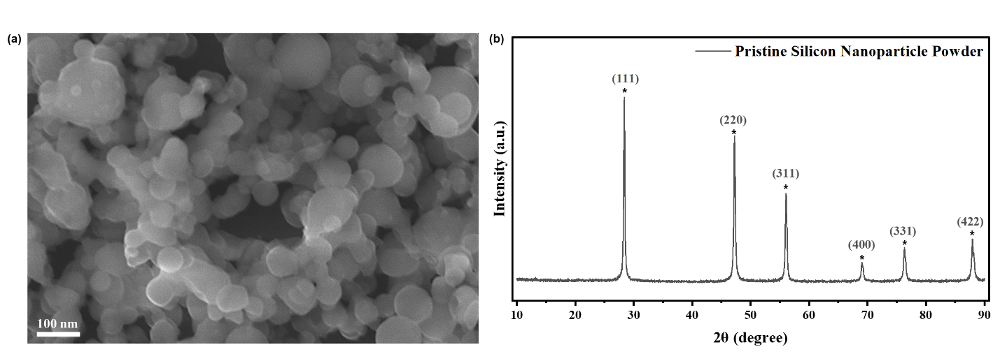 (a)
100 nm
(b)
Pristine Silicon Nanoparticle Powder
(111)
*
(220)
*
(311)
*
(400)
*
(331)
*
(422)
*
Intensity (a.u.)
10 20 30 40 50 60 70 80 90
2θ (degree)